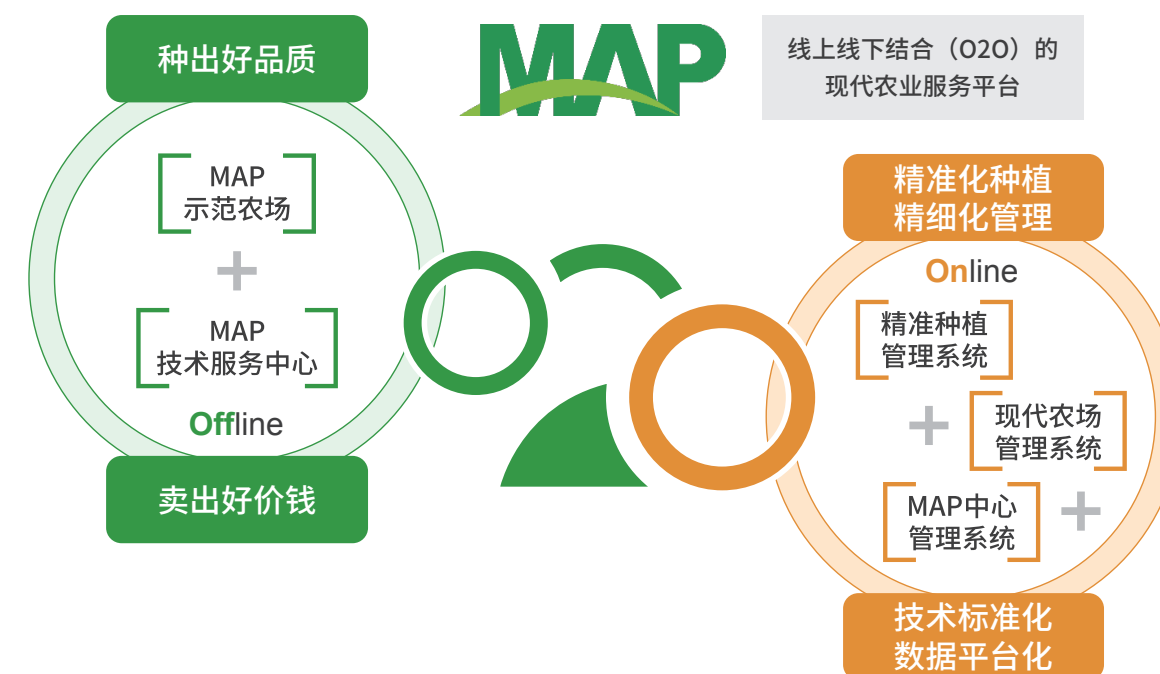 种出好品质
MAP
线上线下结合（O2O）的
现代农业服务平台
MAP
示范农场
+
MAP
技术服务中心
Offline
卖出好价钱
精准化种植
精细化管理
Online
精准种植
管理系统
+
现代农场
管理系统
+
MAP中心
管理系统
技术标准化
数据平台化